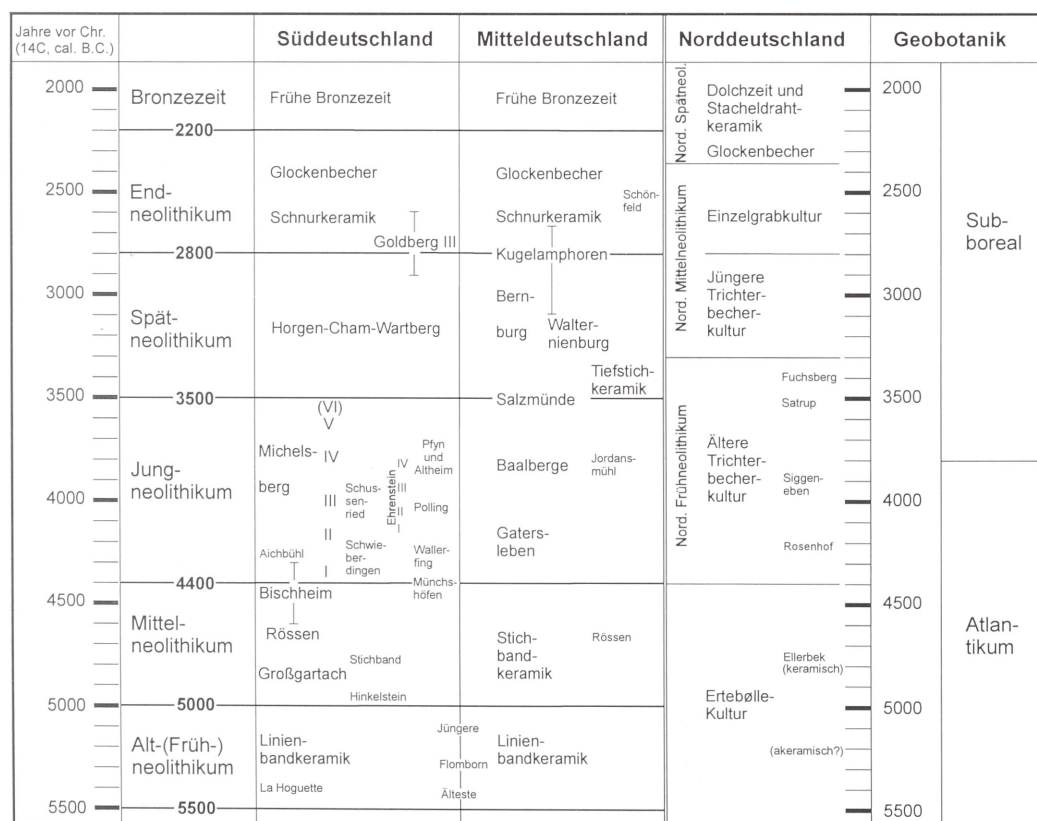 Jahre vor Chr.
(14C, cal. B.C.)
Süddeutschland
Mitteldeutschland
Norddeutschland
Geobotanik
2000
2500
3000
3500
4000
4500
5000
5500
Bronzezeit
2200
End-
neolithikum
2800
Spät-
neolithikum
3500
Jung-
neolithikum
4400
Mittel-
neolithikum
5000
Alt-(Früh-)
neolithikum
5500
Frühe Bronzezeit
Glockenbecher
Schnurkeramik
Goldberg III
Horgen-Cham-Wartberg
(VI)
V
Michels-
berg
IV
III
II
I
Schus-
sen-
ried
Schwie-
ber-
dingen
Ehrenstein
IV
III
II
I
Pfyn
und
Altheim
Polling
Waller-
fing
Münchs-
höfen
Aichbühl
Bischheim
Rössen
Stichband
Großgartach
Hinkelstein
Linien-
bandkeramik
La Hoguette
Jüngere
Flomborn
Älteste
Frühe Bronzezeit
Glockenbecher
Schön-
feld
Schnurkeramik
Kugelamphoren
Bern-
burg
Walter-
nienburg
Tiefstich-
keramik
Salzmünde
Baalberge
Jordans-
mühl
Gaters-
leben
Stich-
band-
keramik
Rössen
Linien-
bandkeramik
Nord. Spätneol.
Nord. Mittelneolithikum
Nord. Frühneolithikum
Dolchzeit und
Stacheldraht-
keramik
Glockenbecher
Einzelgrabkultur
Jüngere
Trichter-
becher-
kultur
Fuchsberg
Satrup
Ältere
Trichter-
becher-
kultur
Siggen-
eben
Rosenhof
Ellerbek
(keramisch)
Ertebølle-
Kultur
(akeramisch?)
2000
2500
3000
3500
4000
4500
5000
5500
Sub-
boreal
Atlan-
tikum